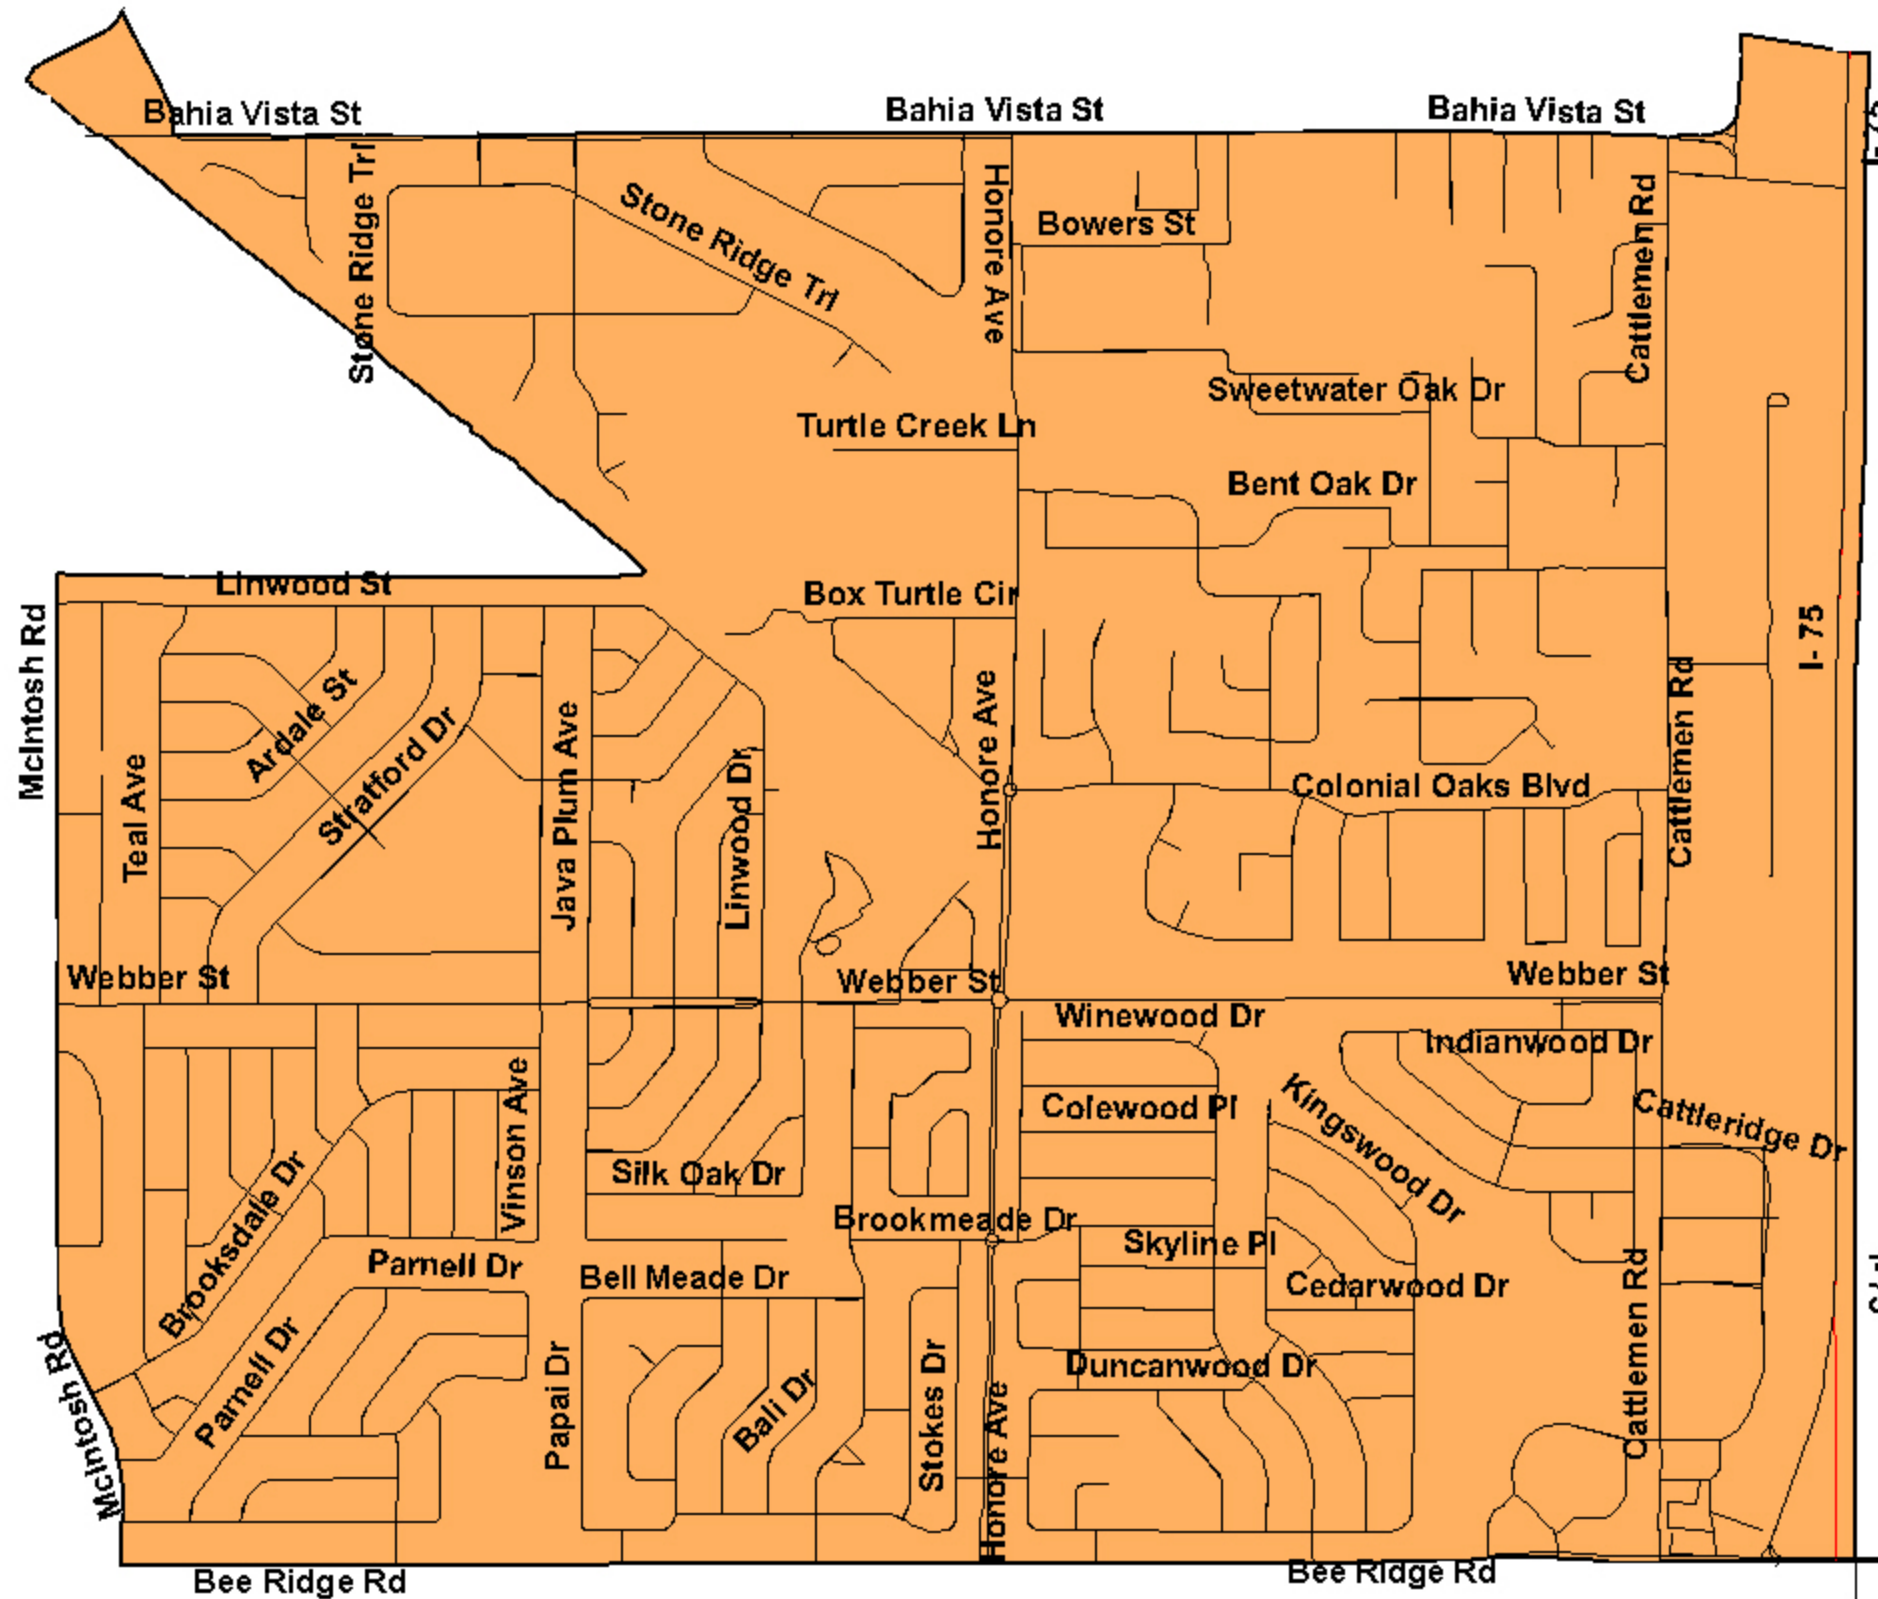 Bahia Vista St
Bahia Vista St
Bahia Vista St
Stone Ridge Trl
Stone Ridge Trl
Honore Ave
Bowers St
Cattlemen Rd
Sweetwater Oak Dr
Turtle Creek Ln
Bent Oak Dr
Linwood St
Box Turtle Cir
McIntosh Rd
I-75
Ardale St
Stratford Dr
Teal Ave
Java Plum Ave
Linwood Dr
Honore Ave
Colonial Oaks Blvd
Cattlemen Rd
Webber St
Webber St
Webber St
Winewood Dr
Indianwood Dr
Vinson Ave
Colewood Pl
Kingswood Dr
Cattleridge Dr
Silk Oak Dr
Brooksdale Dr
Brookmeade Dr
Skyline Pl
Parnell Dr
Bell Meade Dr
Cedarwood Dr
Cattlemen Rd
McIntosh Rd
Parnell Dr
Papai Dr
Bali Dr
Stokes Dr
Honore Ave
Duncanwood Dr
Bee Ridge Rd
Bee Ridge Rd